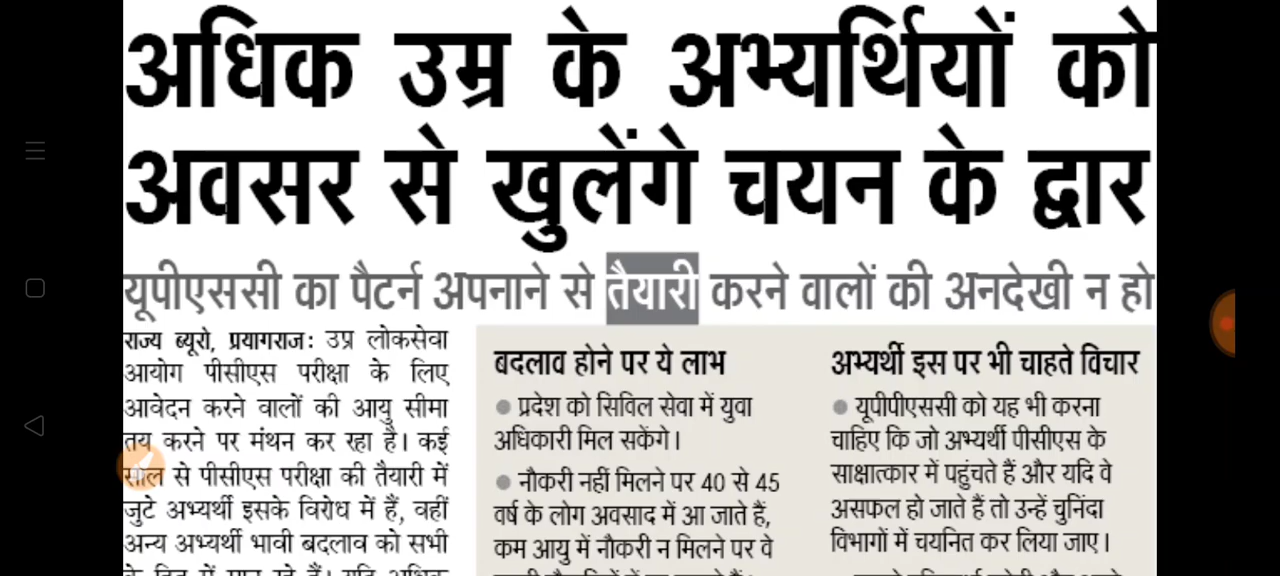 अधिक उम्र के अभ्यर्थियों को
अवसर से खुलेंगे चयन के द्वार
यूपीएससी का पैटर्न अपनाने से तैयारी करने वालों की अनदेखी न हो
राज्य ब्यूरो, प्रयागराज: उप्र लोकसेवा
आयोग पीसीएस परीक्षा के लिए
आवेदन करने वालों की आयु सीमा
तय करने पर मंथन कर रहा है। कई
साल से पीसीएस परीक्षा की तैयारी में
जुटे अभ्यर्थी इसके विरोध में हैं, वहीं
अन्य अभ्यर्थी भावी बदलाव को सभी
बदलाव होने पर ये लाभ
प्रदेश को सिविल सेवा में युवा
अधिकारी मिल सकेंगे।
नौकरी नहीं मिलने पर 40 से 45
वर्ष के लोग अवसाद में आ जाते हैं,
कम आयु में नौकरी न मिलने पर वे
अभ्यर्थी इस पर भी चाहते विचार
यूपीपीएससी को यह भी करना
चाहिए कि जो अभ्यर्थी पीसीएस के
साक्षात्कार में पहुंचते हैं और यदि वे
असफल हो जाते हैं तो उन्हें चुनिंदा
विभागों में चयनित कर लिया जाए।